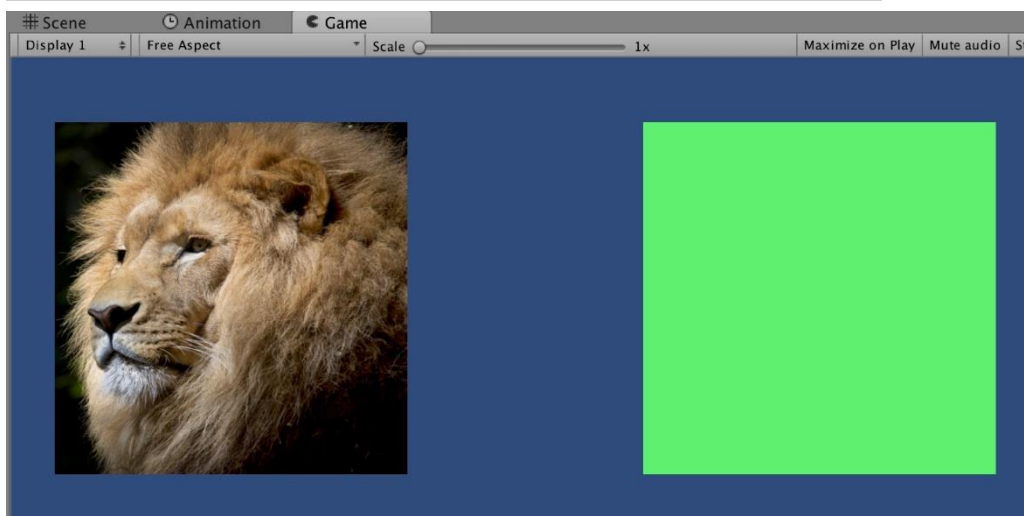 Scene Animation Game
Display 1 Free Aspect Scale 1x Maximize on Play Mute audio